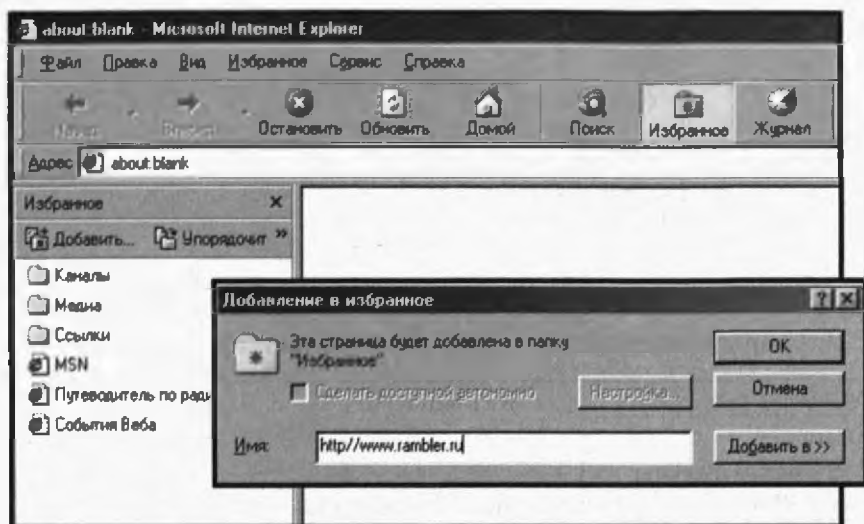 about:blank - Microsoft Internet Explorer
Файл Правка Вид Избранное Сервис Справка
Назад Вперед Остановить Обновить Домой Поиск Избранное Журнал
Адрес about:blank
Избранное
Добавить... Упорядочит »
Каналы
Медиа
Ссылки
MSN
Путеводитель по ради
События Веба
Добавление в избранное
Эта страница будет добавлена в папку
"Избранное"
OK
Сделать доступной автономно Настройка...
Отмена
Имя: http//www.rambler.ru Добавить в >>